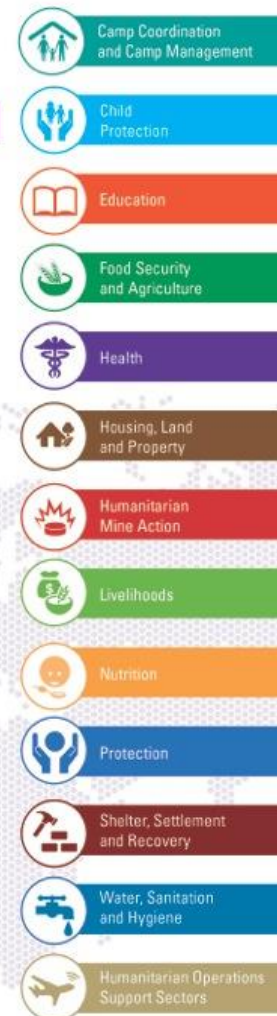 Camp Coordination
and Camp Management
Child
Protection
Education
Food Security
and Agriculture
Health
Housing, Land
and Property
Humanitarian
Mine Action
Livelihoods
Nutrition
Protection
Shelter, Settlement
and Recovery
Water, Sanitation
and Hygiene
Humanitarian Operations
Support Sectors